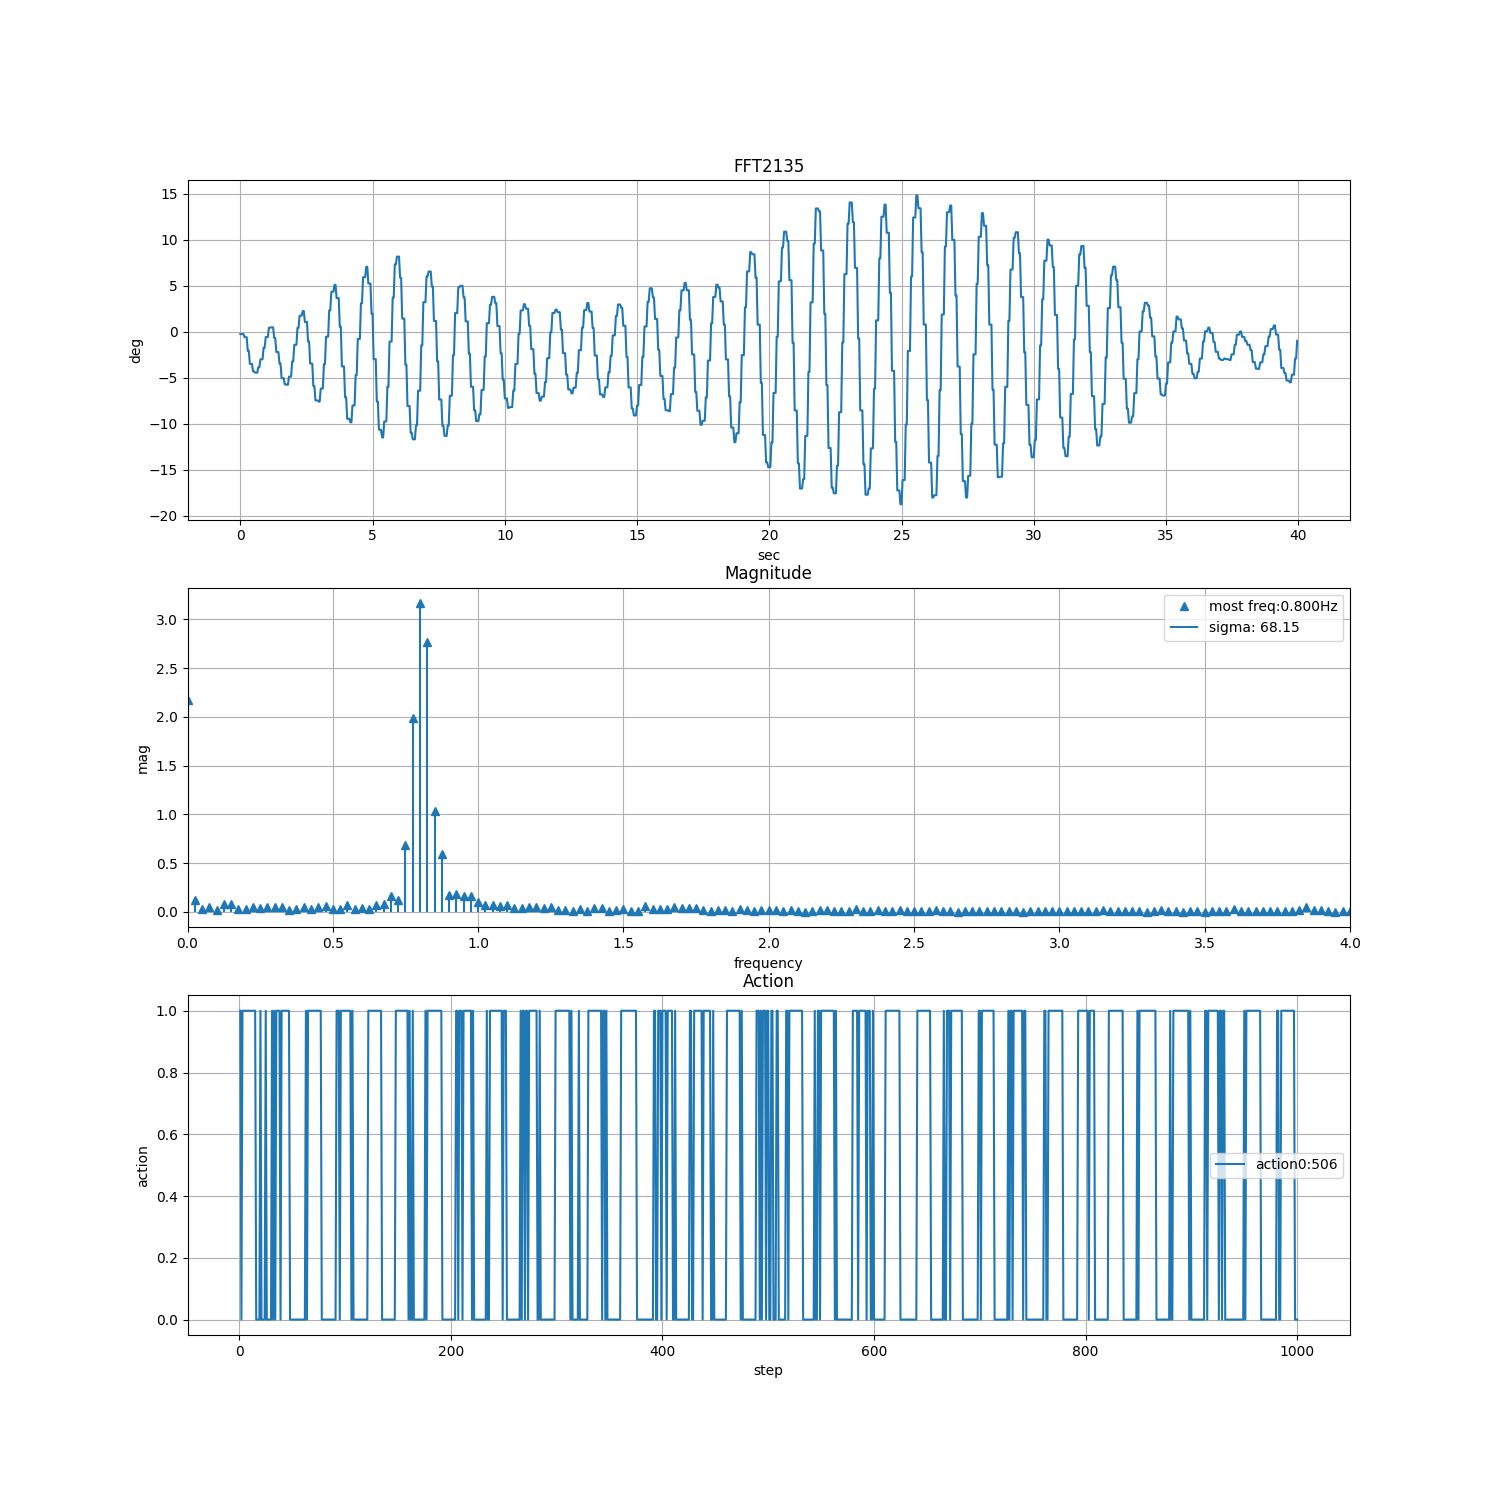 FFT2135
15
10
5
0
−5
−10
−15
−20
deg
0 5 10 15 20 25 30 35 40
sec
Magnitude
most freq:0.800Hz
sigma: 68.15
3.0
2.5
2.0
1.5
1.0
0.5
0.0
mag
0.0 0.5 1.0 1.5 2.0 2.5 3.0 3.5 4.0
frequency
Action
1.0
0.8
0.6
0.4
0.2
0.0
action
action0:506
0 200 400 600 800 1000
step